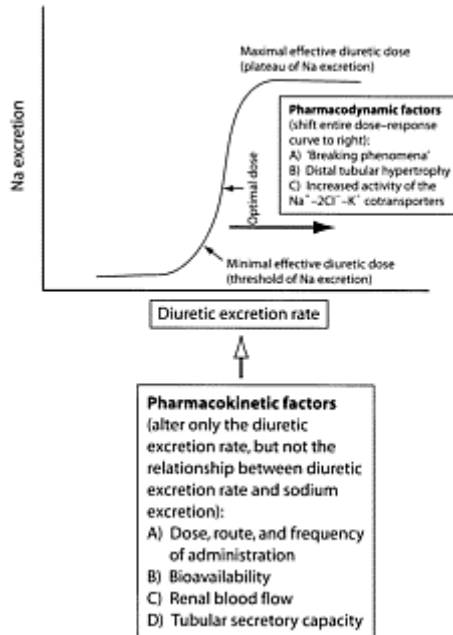 Maximal effective diuretic dose
(plateau of Na excretion)
Pharmacodynamic factors
(shift entire dose–response
curve to right):
A) 'Breaking phenomena'
B) Distal tubular hypertrophy
C) Increased activity of the
Na⁺–2Cl⁻–K⁺ cotransporters
Na excretion
Optimal dose
Minimal effective diuretic dose
(threshold of Na excretion)
Diuretic excretion rate
Pharmacokinetic factors
(alter only the diuretic
excretion rate, but not the
relationship between diuretic
excretion rate and sodium
excretion):
A) Dose, route, and frequency
of administration
B) Bioavailability
C) Renal blood flow
D) Tubular secretory capacity